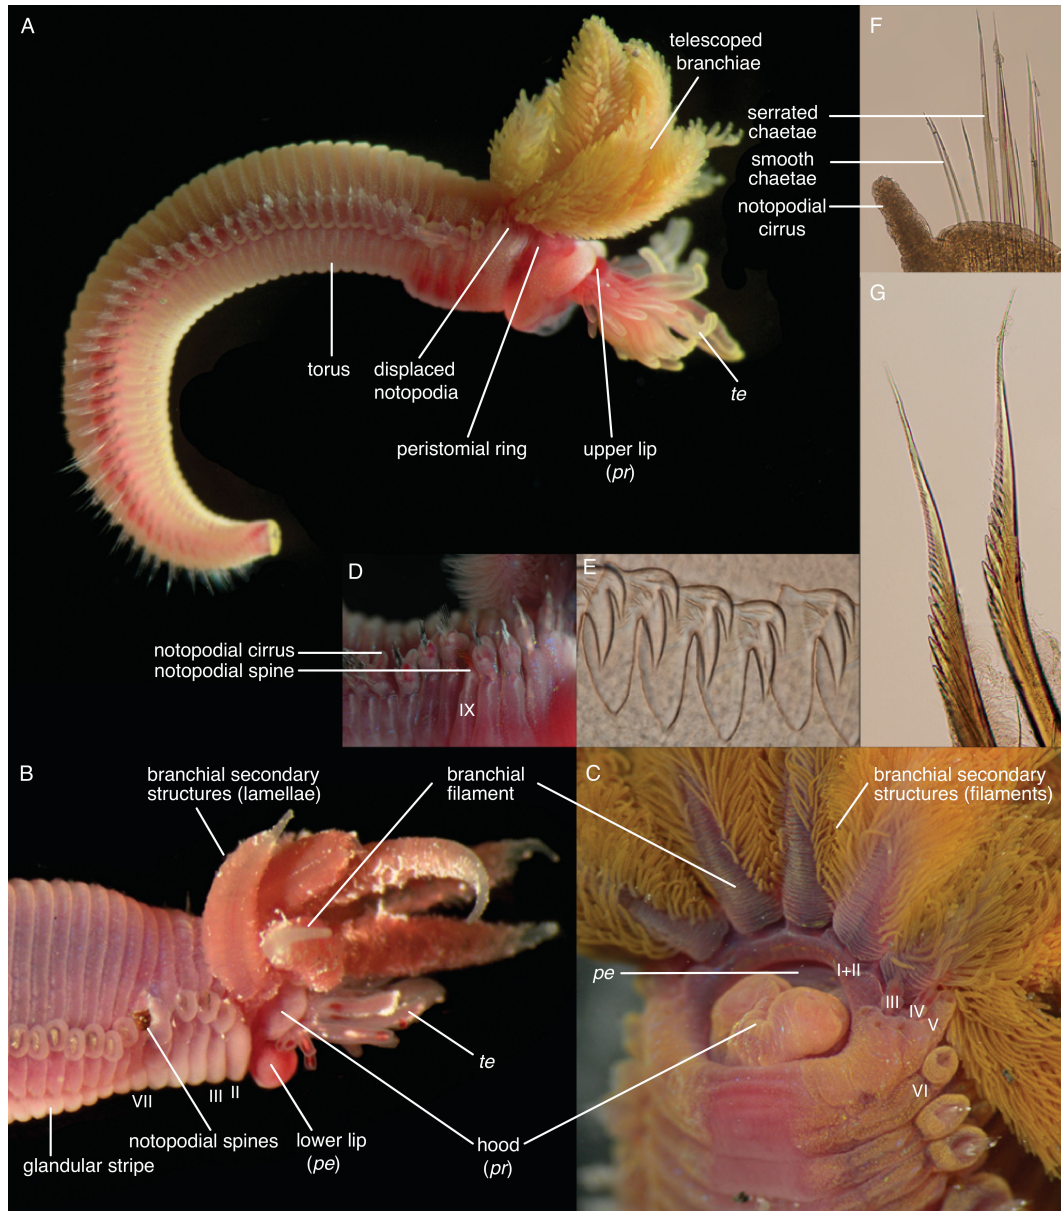 A
telescoped
branchiae
torus
displaced
notopodia
peristomial ring
upper lip
(pr)
te
F
serrated
chaetae
smooth
chaetae
notopodial
cirrus
G
D
notopodial cirrus
notopodial spine
IX
E
B
branchial secondary
structures (lamellae)
branchial
filament
te
VII
III
II
notopodial spines
lower lip
(pe)
hood
(pr)
glandular stripe
C
branchial secondary
structures (filaments)
pe
I+II
III
IV
V
VI